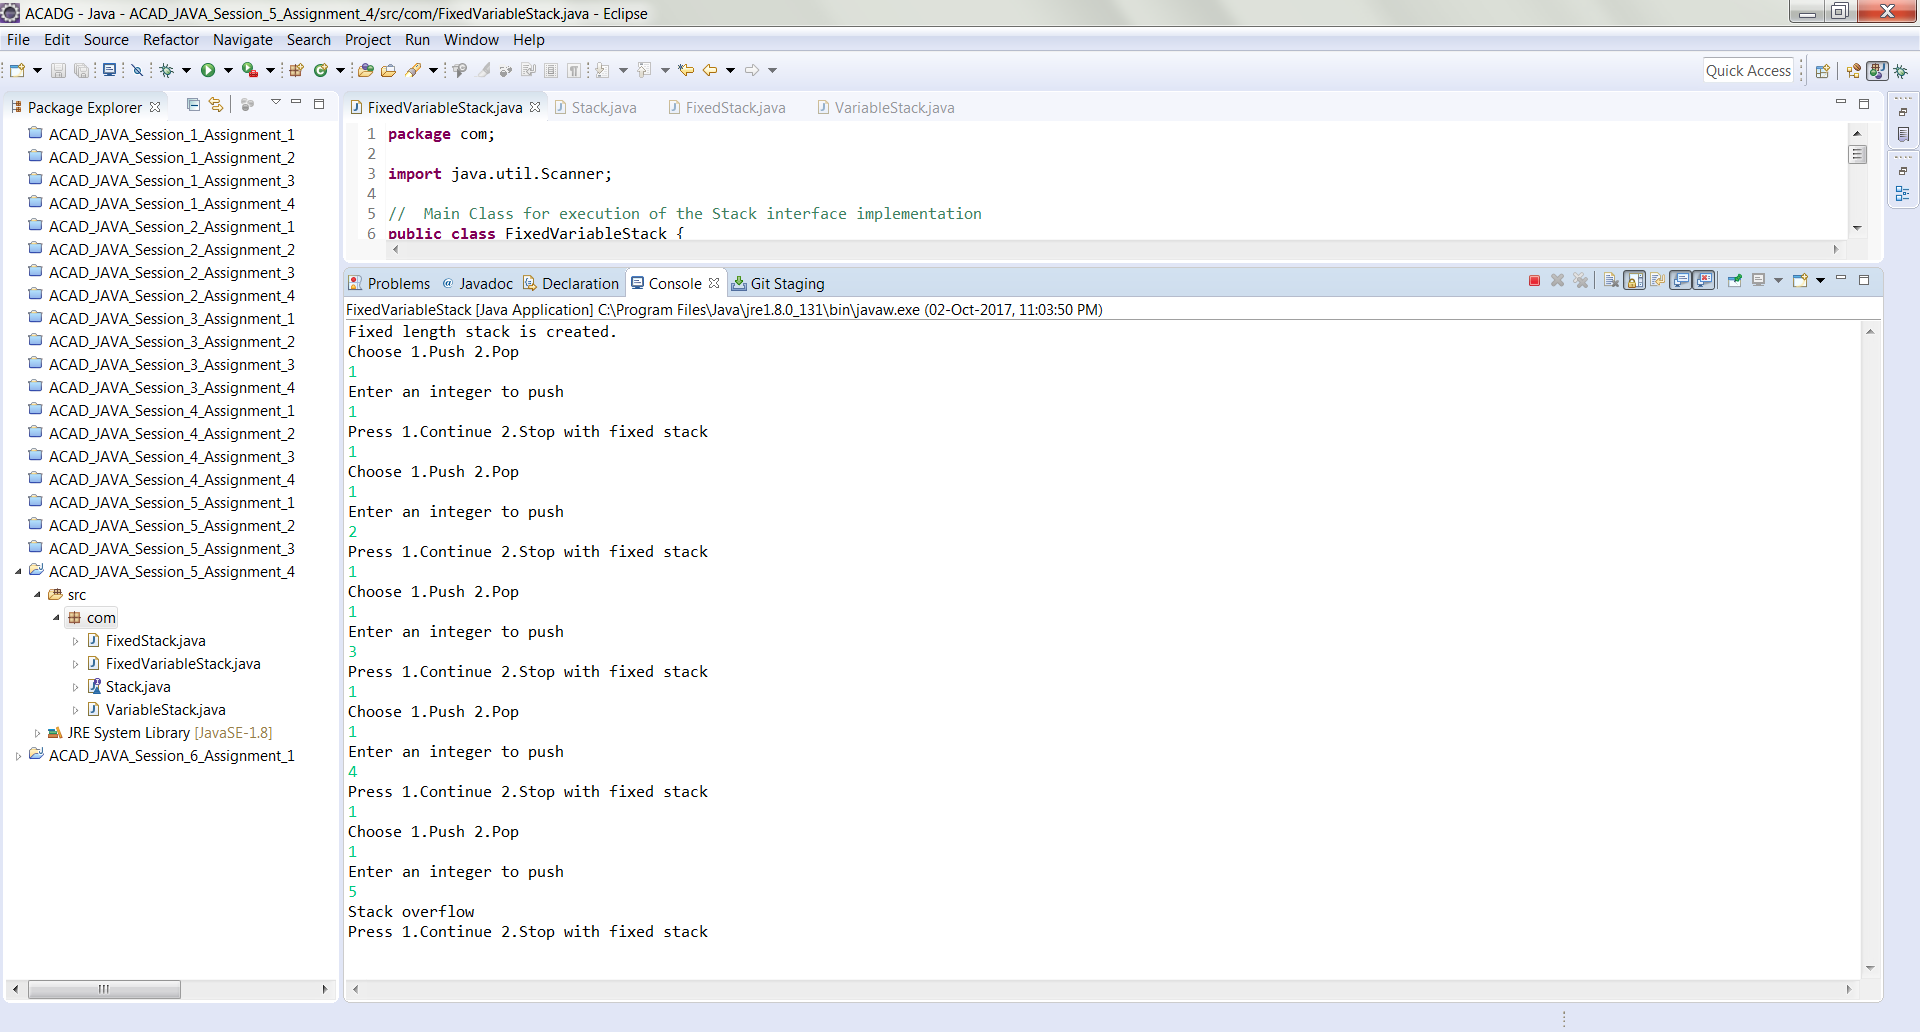 ACADG - Java - ACAD_JAVA_Session_5_Assignment_4/src/com/FixedVariableStack.java - Eclipse
File Edit Source Refactor Navigate Search Project Run Window Help
Quick Access
Package Explorer
ACAD_JAVA_Session_1_Assignment_1
ACAD_JAVA_Session_1_Assignment_2
ACAD_JAVA_Session_1_Assignment_3
ACAD_JAVA_Session_1_Assignment_4
ACAD_JAVA_Session_2_Assignment_1
ACAD_JAVA_Session_2_Assignment_2
ACAD_JAVA_Session_2_Assignment_3
ACAD_JAVA_Session_2_Assignment_4
ACAD_JAVA_Session_3_Assignment_1
ACAD_JAVA_Session_3_Assignment_2
ACAD_JAVA_Session_3_Assignment_3
ACAD_JAVA_Session_3_Assignment_4
ACAD_JAVA_Session_4_Assignment_1
ACAD_JAVA_Session_4_Assignment_2
ACAD_JAVA_Session_4_Assignment_3
ACAD_JAVA_Session_4_Assignment_4
ACAD_JAVA_Session_5_Assignment_1
ACAD_JAVA_Session_5_Assignment_2
ACAD_JAVA_Session_5_Assignment_3
ACAD_JAVA_Session_5_Assignment_4
src
com
FixedStack.java
FixedVariableStack.java
Stack.java
VariableStack.java
JRE System Library [JavaSE-1.8]
ACAD_JAVA_Session_6_Assignment_1
FixedVariableStack.java Stack.java FixedStack.java VariableStack.java
1 package com;
2
3 import java.util.Scanner;
4
5 // Main Class for execution of the Stack interface implementation
6 public class FixedVariableStack {
Problems @ Javadoc Declaration Console Git Staging
FixedVariableStack [Java Application] C:\Program Files\Java\jre1.8.0_131\bin\javaw.exe (02-Oct-2017, 11:03:50 PM)
Fixed length stack is created.
Choose 1.Push 2.Pop
1
Enter an integer to push
1
Press 1.Continue 2.Stop with fixed stack
1
Choose 1.Push 2.Pop
1
Enter an integer to push
2
Press 1.Continue 2.Stop with fixed stack
1
Choose 1.Push 2.Pop
1
Enter an integer to push
3
Press 1.Continue 2.Stop with fixed stack
1
Choose 1.Push 2.Pop
1
Enter an integer to push
4
Press 1.Continue 2.Stop with fixed stack
1
Choose 1.Push 2.Pop
1
Enter an integer to push
5
Stack overflow
Press 1.Continue 2.Stop with fixed stack